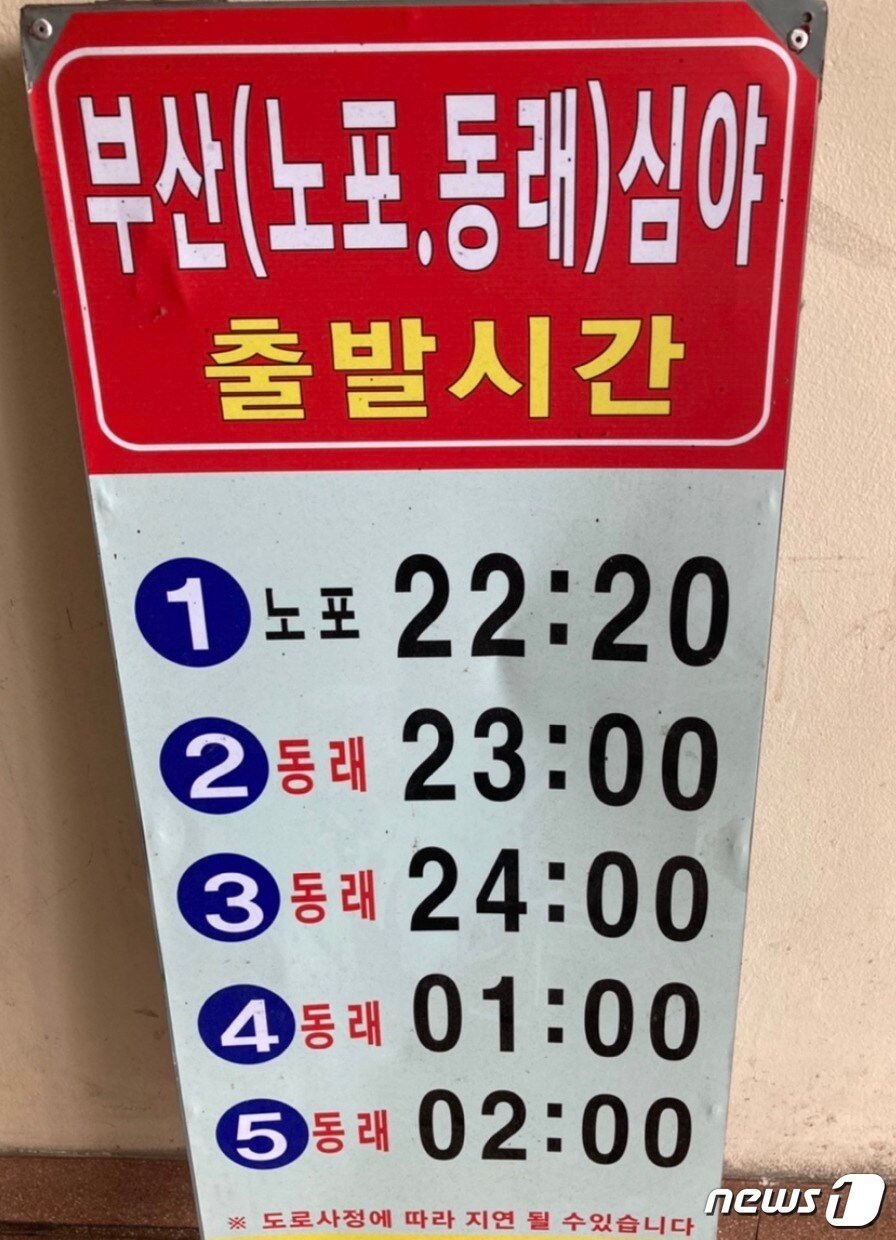 부산(노포,동래)심야
출발시간
1 노포 22:20
2 동래 23:00
3 동래 24:00
4 동래 01:00
5 동래 02:00
※ 도로사정에 따라 지연 될 수있습니다
news1